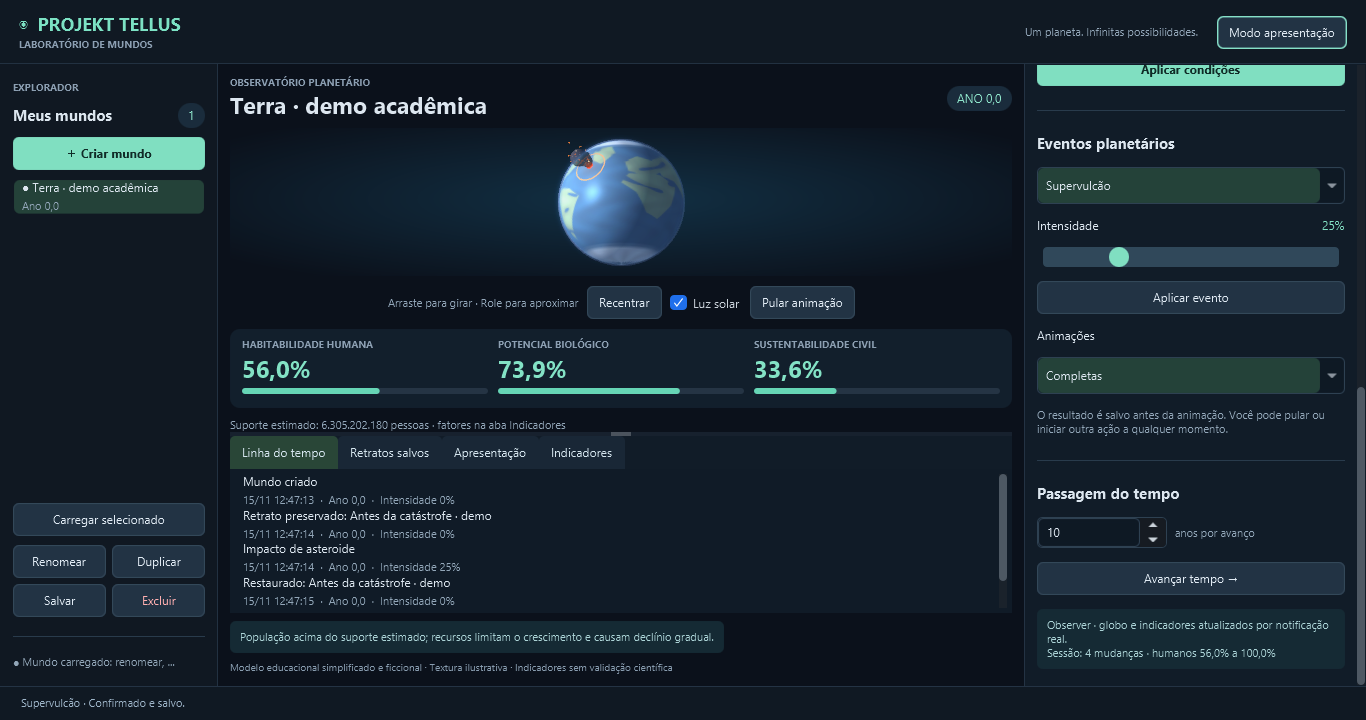 PROJEKT TELLUS
LABORATÓRIO DE MUNDOS
Um planeta. Infinitas possibilidades.
Modo apresentação
EXPLORADOR
Meus mundos
1
+ Criar mundo
● Terra · demo acadêmica
Ano 0,0
Carregar selecionado
Renomear
Duplicar
Salvar
Excluir
● Mundo carregado: renomear, ...
OBSERVATÓRIO PLANETÁRIO
Terra · demo acadêmica
ANO 0,0
Arraste para girar · Role para aproximar
Recentrar
Luz solar
Pular animação
HABITABILIDADE HUMANA
56,0%
POTENCIAL BIOLÓGICO
73,9%
SUSTENTABILIDADE CIVIL
33,6%
Suporte estimado: 6.305.202.180 pessoas · fatores na aba Indicadores
Linha do tempo
Retratos salvos
Apresentação
Indicadores
Mundo criado
15/11 12:47:13 · Ano 0,0 · Intensidade 0%
Retrato preservado: Antes da catástrofe · demo
15/11 12:47:14 · Ano 0,0 · Intensidade 0%
Impacto de asteroide
15/11 12:47:14 · Ano 0,0 · Intensidade 25%
Restaurado: Antes da catástrofe · demo
15/11 12:47:15 · Ano 0,0 · Intensidade 0%
População acima do suporte estimado; recursos limitam o crescimento e causam declínio gradual.
Modelo educacional simplificado e ficcional · Textura ilustrativa · Indicadores sem validação científica
Aplicar condições
Eventos planetários
Supervulcão
Intensidade
25%
Aplicar evento
Animações
Completas
O resultado é salvo antes da animação. Você pode pular ou
iniciar outra ação a qualquer momento.
Passagem do tempo
10
anos por avanço
Avançar tempo →
Observer · globo e indicadores atualizados por notificação
real.
Sessão: 4 mudanças · humanos 56,0% a 100,0%
Supervulcão · Confirmado e salvo.